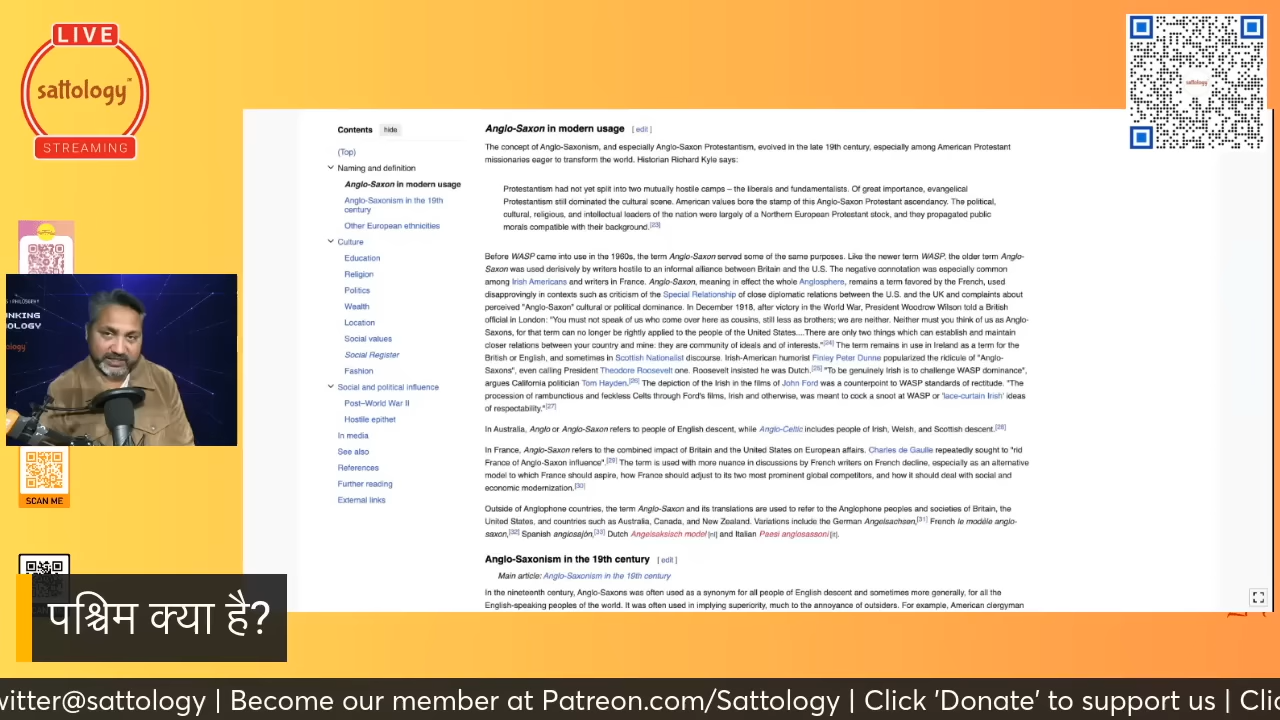 LIVE
sattology™
STREAMING
Contents hide
(Top)
Naming and definition
Anglo-Saxon in modern usage
Anglo-Saxonism in the 19th
century
Other European ethnicities
Culture
Education
Religion
Politics
Wealth
Location
Social values
Social Register
Fashion
Social and political influence
Post–World War II
Hostile epithet
In media
See also
References
Further reading
External links
Anglo-Saxon in modern usage [ edit ]
The concept of Anglo-Saxonism, and especially Anglo-Saxon Protestantism, evolved in the late 19th century, especially among American Protestant
missionaries eager to transform the world. Historian Richard Kyle says:
Protestantism had not yet split into two mutually hostile camps – the liberals and fundamentalists. Of great importance, evangelical
Protestantism still dominated the cultural scene. American values bore the stamp of this Anglo-Saxon Protestant ascendancy. The political,
cultural, religious, and intellectual leaders of the nation were largely of a Northern European Protestant stock, and they propagated public
morals compatible with their background.[23]
Before WASP came into use in the 1960s, the term Anglo-Saxon served some of the same purposes. Like the newer term WASP, the older term Anglo-
Saxon was used derisively by writers hostile to an informal alliance between Britain and the U.S. The negative connotation was especially common
among Irish Americans and writers in France. Anglo-Saxon, meaning in effect the whole Anglosphere, remains a term favored by the French, used
disapprovingly in contexts such as criticism of the Special Relationship of close diplomatic relations between the U.S. and the UK and complaints about
perceived "Anglo-Saxon" cultural or political dominance. In December 1918, after victory in the World War, President Woodrow Wilson told a British
official in London: "You must not speak of us who come over here as cousins, still less as brothers; we are neither. Neither must you think of us as Anglo-
Saxons, for that term can no longer be rightly applied to the people of the United States....There are only two things which can establish and maintain
closer relations between your country and mine: they are community of ideals and of interests."[24] The term remains in use in Ireland as a term for the
British or English, and sometimes in Scottish Nationalist discourse. Irish-American humorist Finley Peter Dunne popularized the ridicule of "Anglo-
Saxons", even calling President Theodore Roosevelt one. Roosevelt insisted he was Dutch.[25] "To be genuinely Irish is to challenge WASP dominance",
argues California politician Tom Hayden.[26] The depiction of the Irish in the films of John Ford was a counterpoint to WASP standards of rectitude. "The
procession of rambunctious and feckless Celts through Ford's films, Irish and otherwise, was meant to cock a snoot at WASP or 'lace-curtain Irish' ideas
of respectability."[27]
In Australia, Anglo or Anglo-Saxon refers to people of English descent, while Anglo-Celtic includes people of Irish, Welsh, and Scottish descent.[28]
In France, Anglo-Saxon refers to the combined impact of Britain and the United States on European affairs. Charles de Gaulle repeatedly sought to "rid
France of Anglo-Saxon influence".[29] The term is used with more nuance in discussions by French writers on French decline, especially as an alternative
model to which France should aspire, how France should adjust to its two most prominent global competitors, and how it should deal with social and
economic modernization.[30]
Outside of Anglophone countries, the term Anglo-Saxon and its translations are used to refer to the Anglophone peoples and societies of Britain, the
United States, and countries such as Australia, Canada, and New Zealand. Variations include the German Angelsachsen,[31] French le modèle anglo-
saxon,[32] Spanish anglosajón,[33] Dutch Angelsaksisch model [nl] and Italian Paesi anglosassoni [it].
Anglo-Saxonism in the 19th century [ edit ]
Main article: Anglo-Saxonism in the 19th century
In the nineteenth century, Anglo-Saxons was often used as a synonym for all people of English descent and sometimes more generally, for all the
English-speaking peoples of the world. It was often used in implying superiority, much to the annoyance of outsiders. For example, American clergyman
SCAN ME
पश्चिम क्या है?
witter@sattology | Become our member at Patreon.com/Sattology | Click 'Donate' to support us | Clic